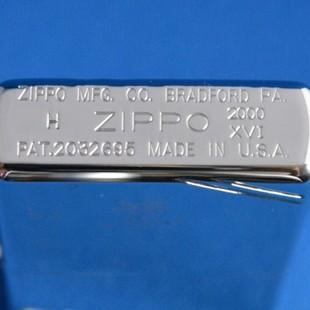 ZIPPO MFG. CO. BRADFORD PA.
H ZIPPO 2000 XVI
PAT.2032695 MADE IN U.S.A.